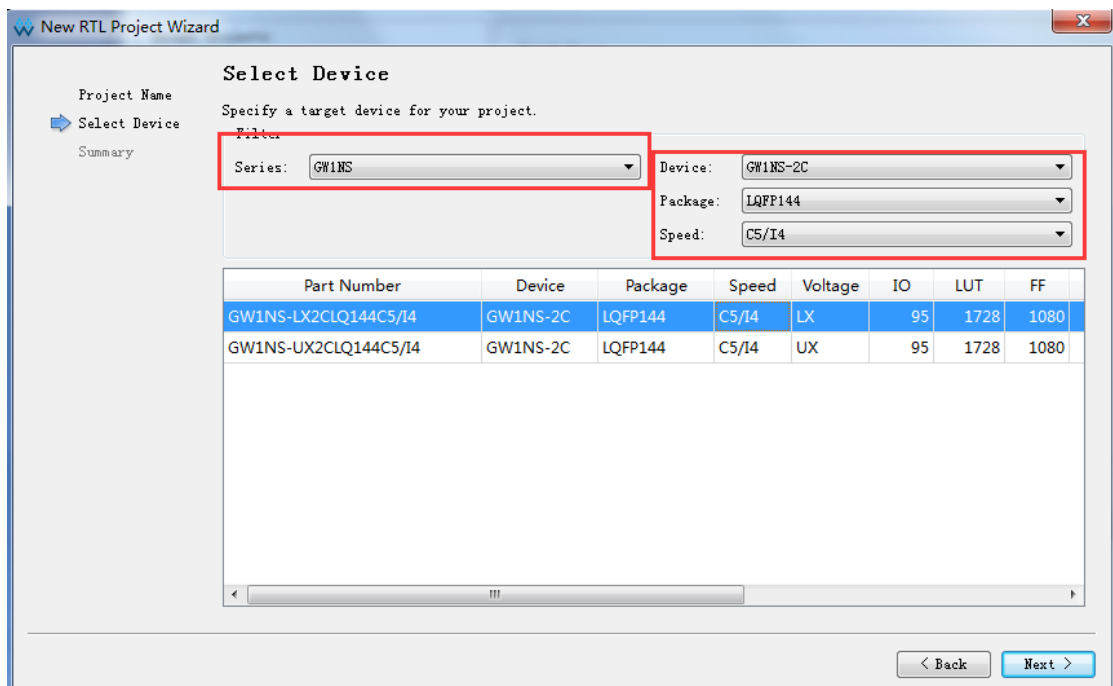 New RTL Project Wizard
Project Name
Select Device
Summary
Select Device
Specify a target device for your project.
Filter
Series: GW1NS
Device: GW1NS-2C
Package: LQFP144
Speed: C5/I4
Part Number Device Package Speed Voltage IO LUT FF
GW1NS-LX2CLQ144C5/I4 GW1NS-2C LQFP144 C5/I4 LX 95 1728 1080
GW1NS-UX2CLQ144C5/I4 GW1NS-2C LQFP144 C5/I4 UX 95 1728 1080
< Back Next >